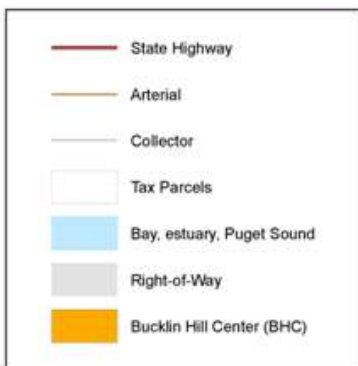 State Highway
Arterial
Collector
Tax Parcels
Bay, estuary, Puget Sound
Right-of-Way
Bucklin Hill Center (BHC)